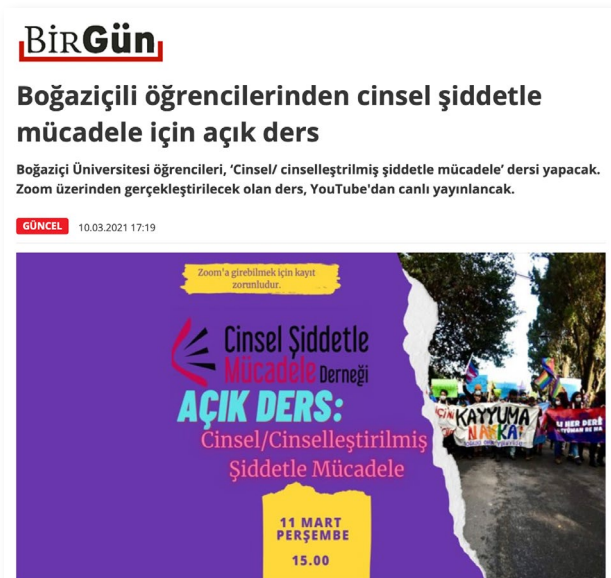 BirGün
Boğaziçili öğrencilerinden cinsel şiddetle
mücadele için açık ders
Boğaziçi Üniversitesi öğrencileri, ‘Cinsel/ cinselleştrilmiş şiddetle mücadele’ dersi yapacak.
Zoom üzerinden gerçekleştirilecek olan ders, YouTube'dan canlı yayınlancak.
GÜNCEL 10.03.2021 17:19
Zoom'a girebilmek için kayıt
zorunludur.
Cinsel Şiddetle
Mücadele Derneği
AÇIK DERS:
Cinsel/Cinselleştirilmiş
Şiddetle Mücadele
11 MART
PERŞEMBE
15.00
KAYYUMA
HER DERE